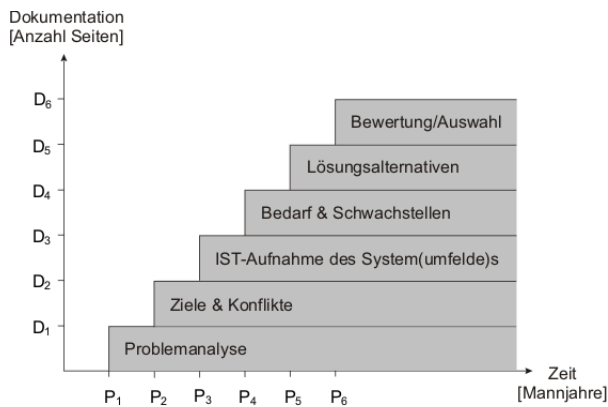 Dokumentation
[Anzahl Seiten]
D6
Bewertung/Auswahl
D5
Lösungsalternativen
D4
Bedarf & Schwachstellen
D3
IST-Aufnahme des System(umfelde)s
D2
Ziele & Konflikte
D1
Problemanalyse
Zeit
[Mannjahre]
P1 P2 P3 P4 P5 P6